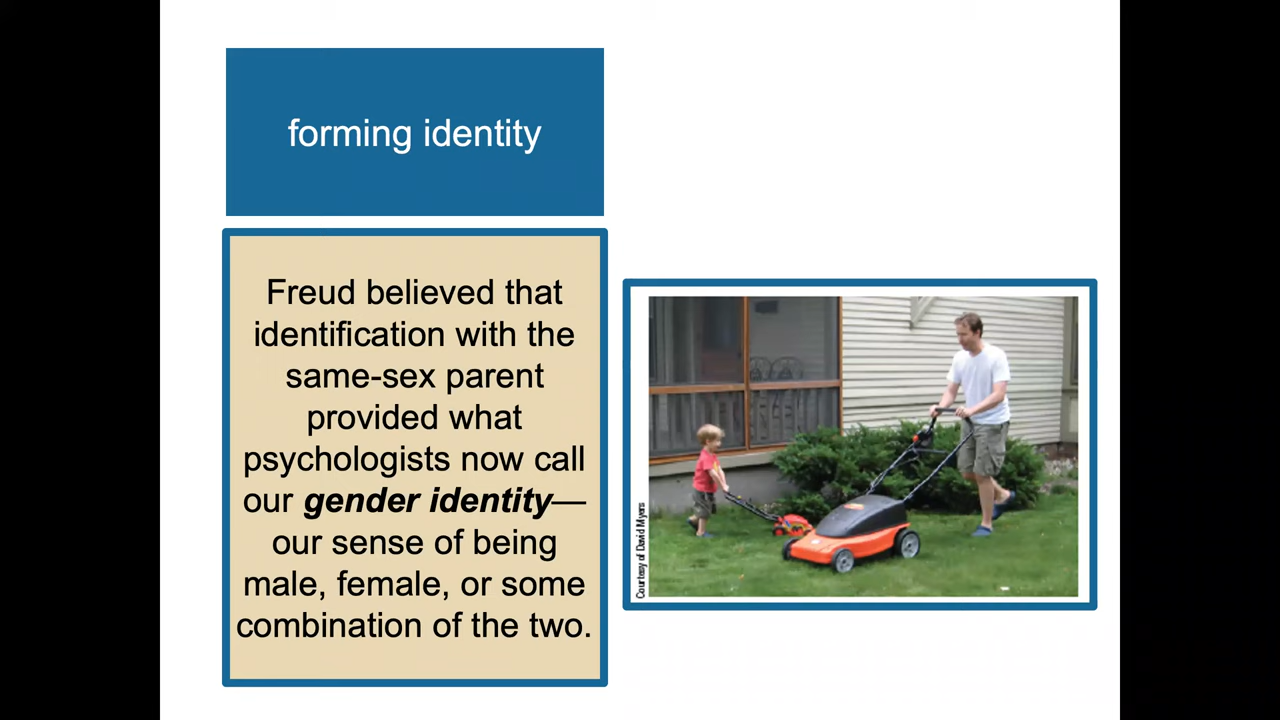 forming identity
Freud believed that
identification with the
same-sex parent
provided what
psychologists now call
our gender identity—
our sense of being
male, female, or some
combination of the two.
Courtesy of David Myers